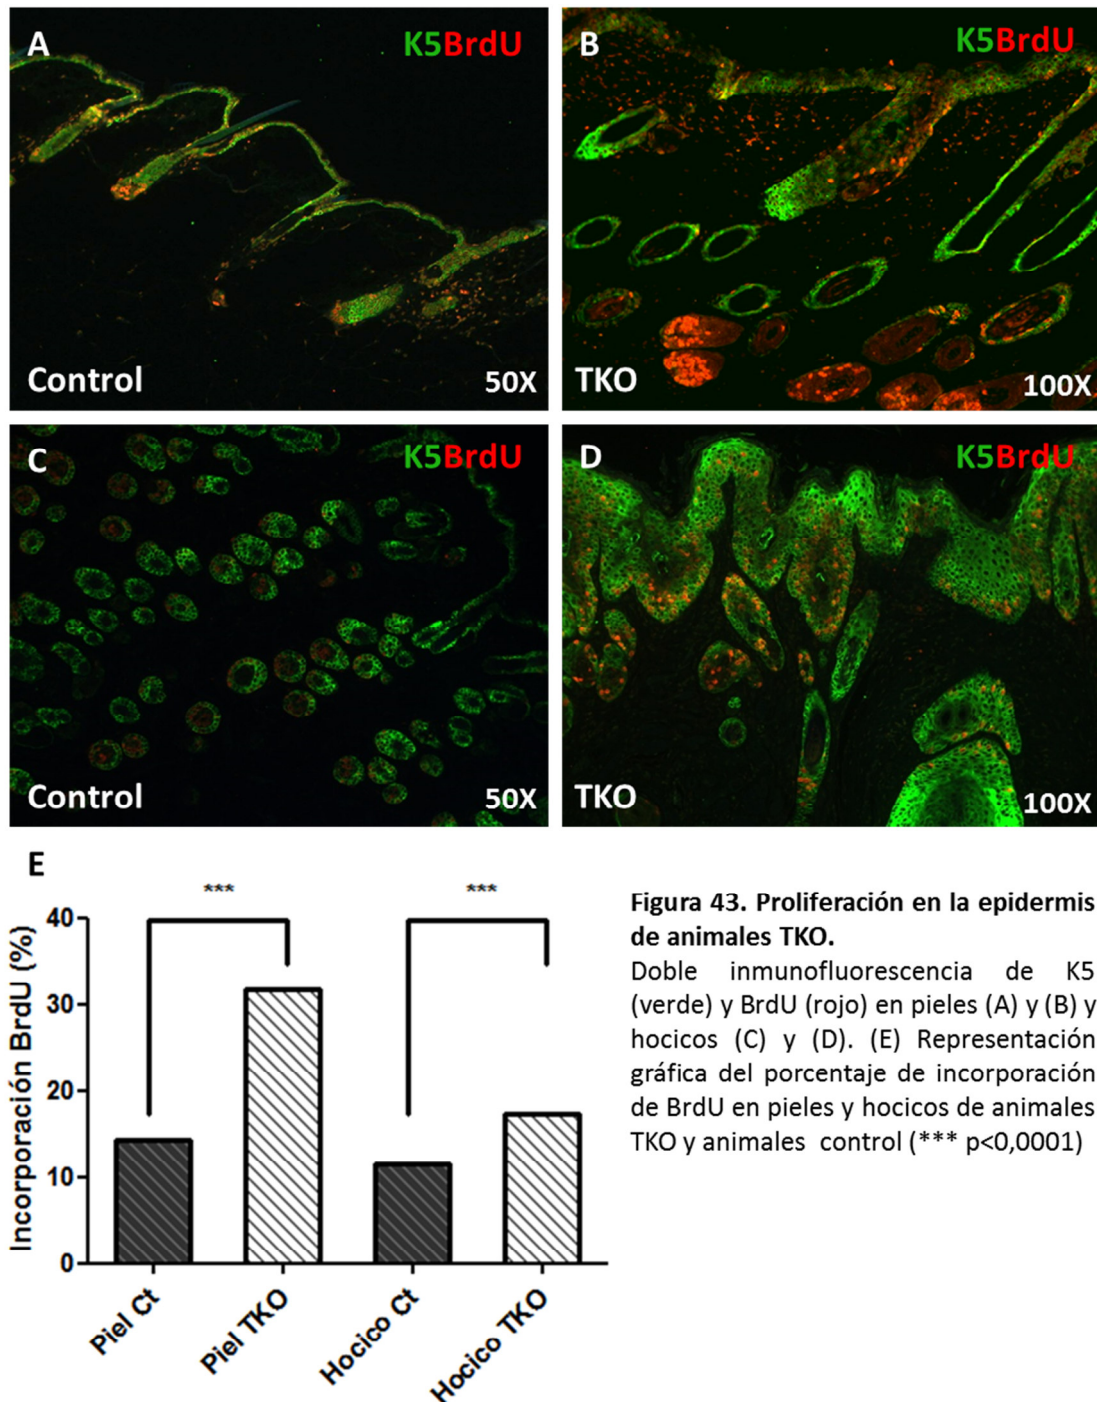 A
K5BrdU
Control
50X
B
K5BrdU
TKO
100X
C
K5BrdU
Control
50X
D
K5BrdU
TKO
100X
E
***
***
Incorporación BrdU (%)
40
30
20
10
0
Piel Ct
Piel TKO
Hocico Ct
Hocico TKO
Figura 43. Proliferación en la epidermis
de animales TKO.
Doble inmunofluorescencia de K5
(verde) y BrdU (rojo) en pieles (A) y (B) y
hocicos (C) y (D). (E) Representación
gráfica del porcentaje de incorporación
de BrdU en pieles y hocicos de animales
TKO y animales control (*** p<0,0001)